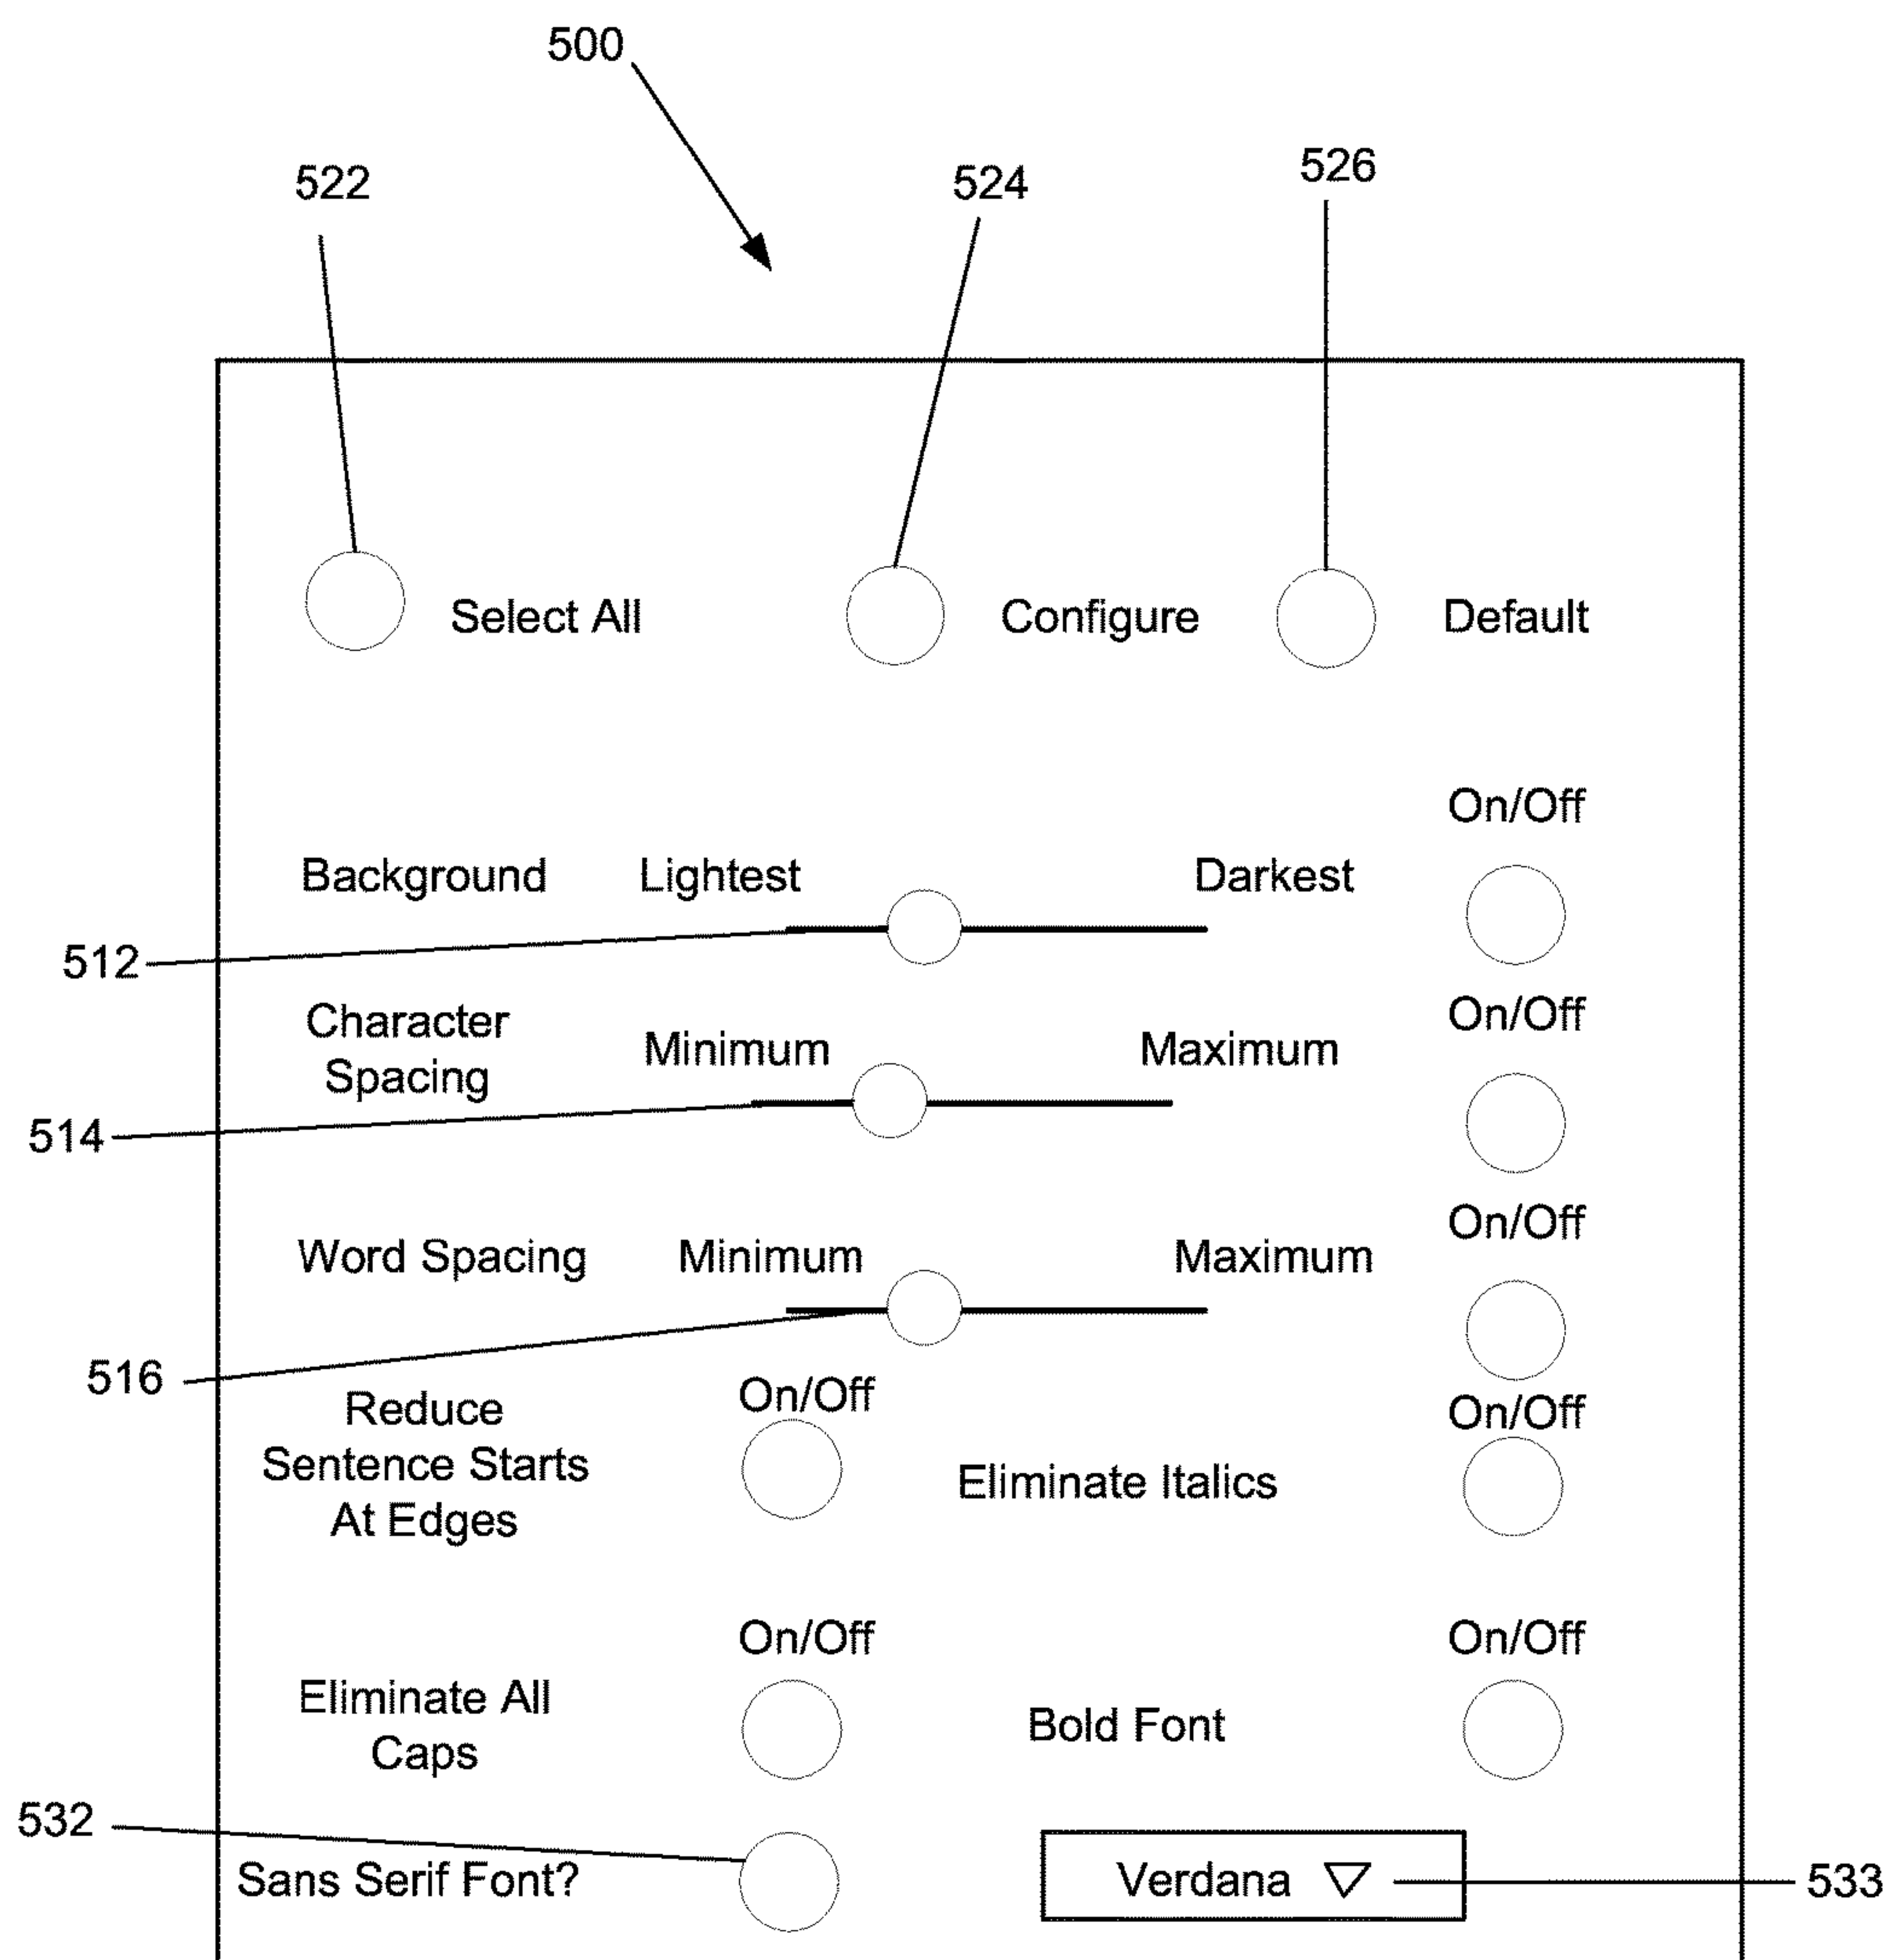 500
522
524
526
Select All
Configure
Default
On/Off
Background
Lightest
Darkest
512
On/Off
Character
Spacing
Minimum
Maximum
514
On/Off
Word Spacing
Minimum
Maximum
516
On/Off
On/Off
Reduce
Sentence Starts
At Edges
Eliminate Italics
On/Off
On/Off
Eliminate All
Caps
Bold Font
532
Sans Serif Font?
Verdana
533